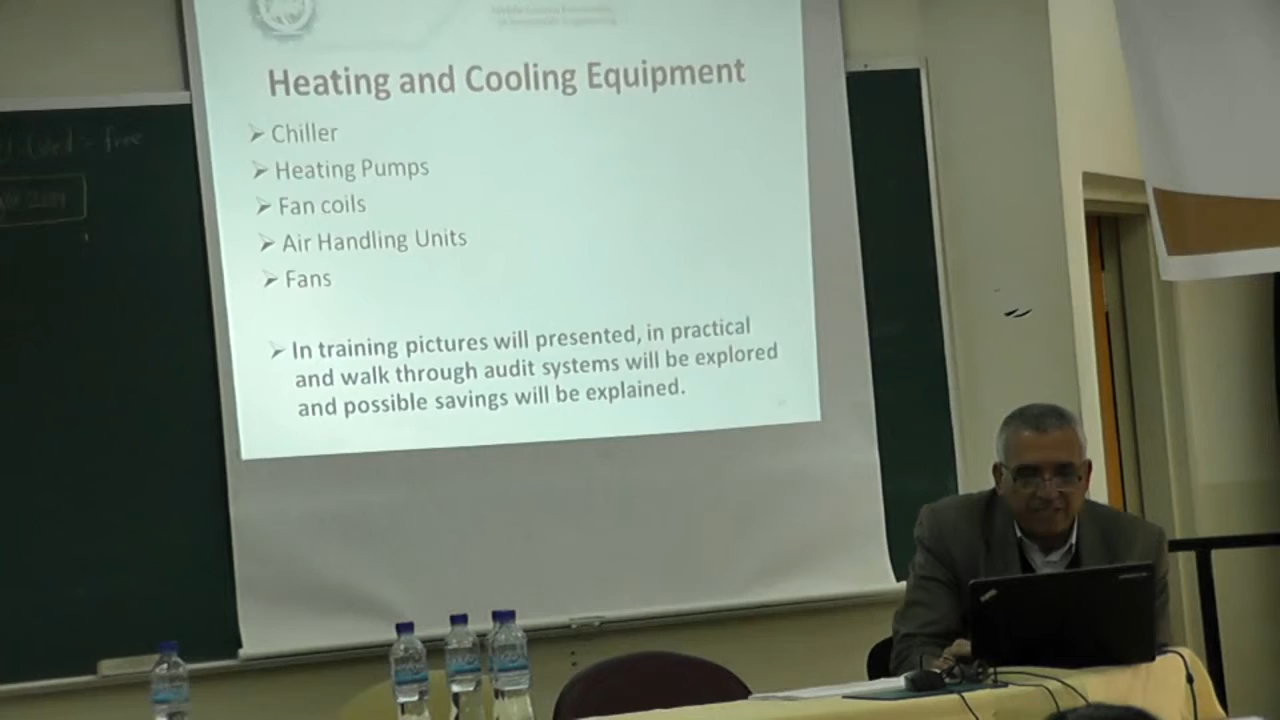 Heating and Cooling Equipment
➢ Chiller
➢ Heating Pumps
➢ Fan coils
➢ Air Handling Units
➢ Fans
➢ In training pictures will presented, in practical
and walk through audit systems will be explored
and possible savings will be explained.